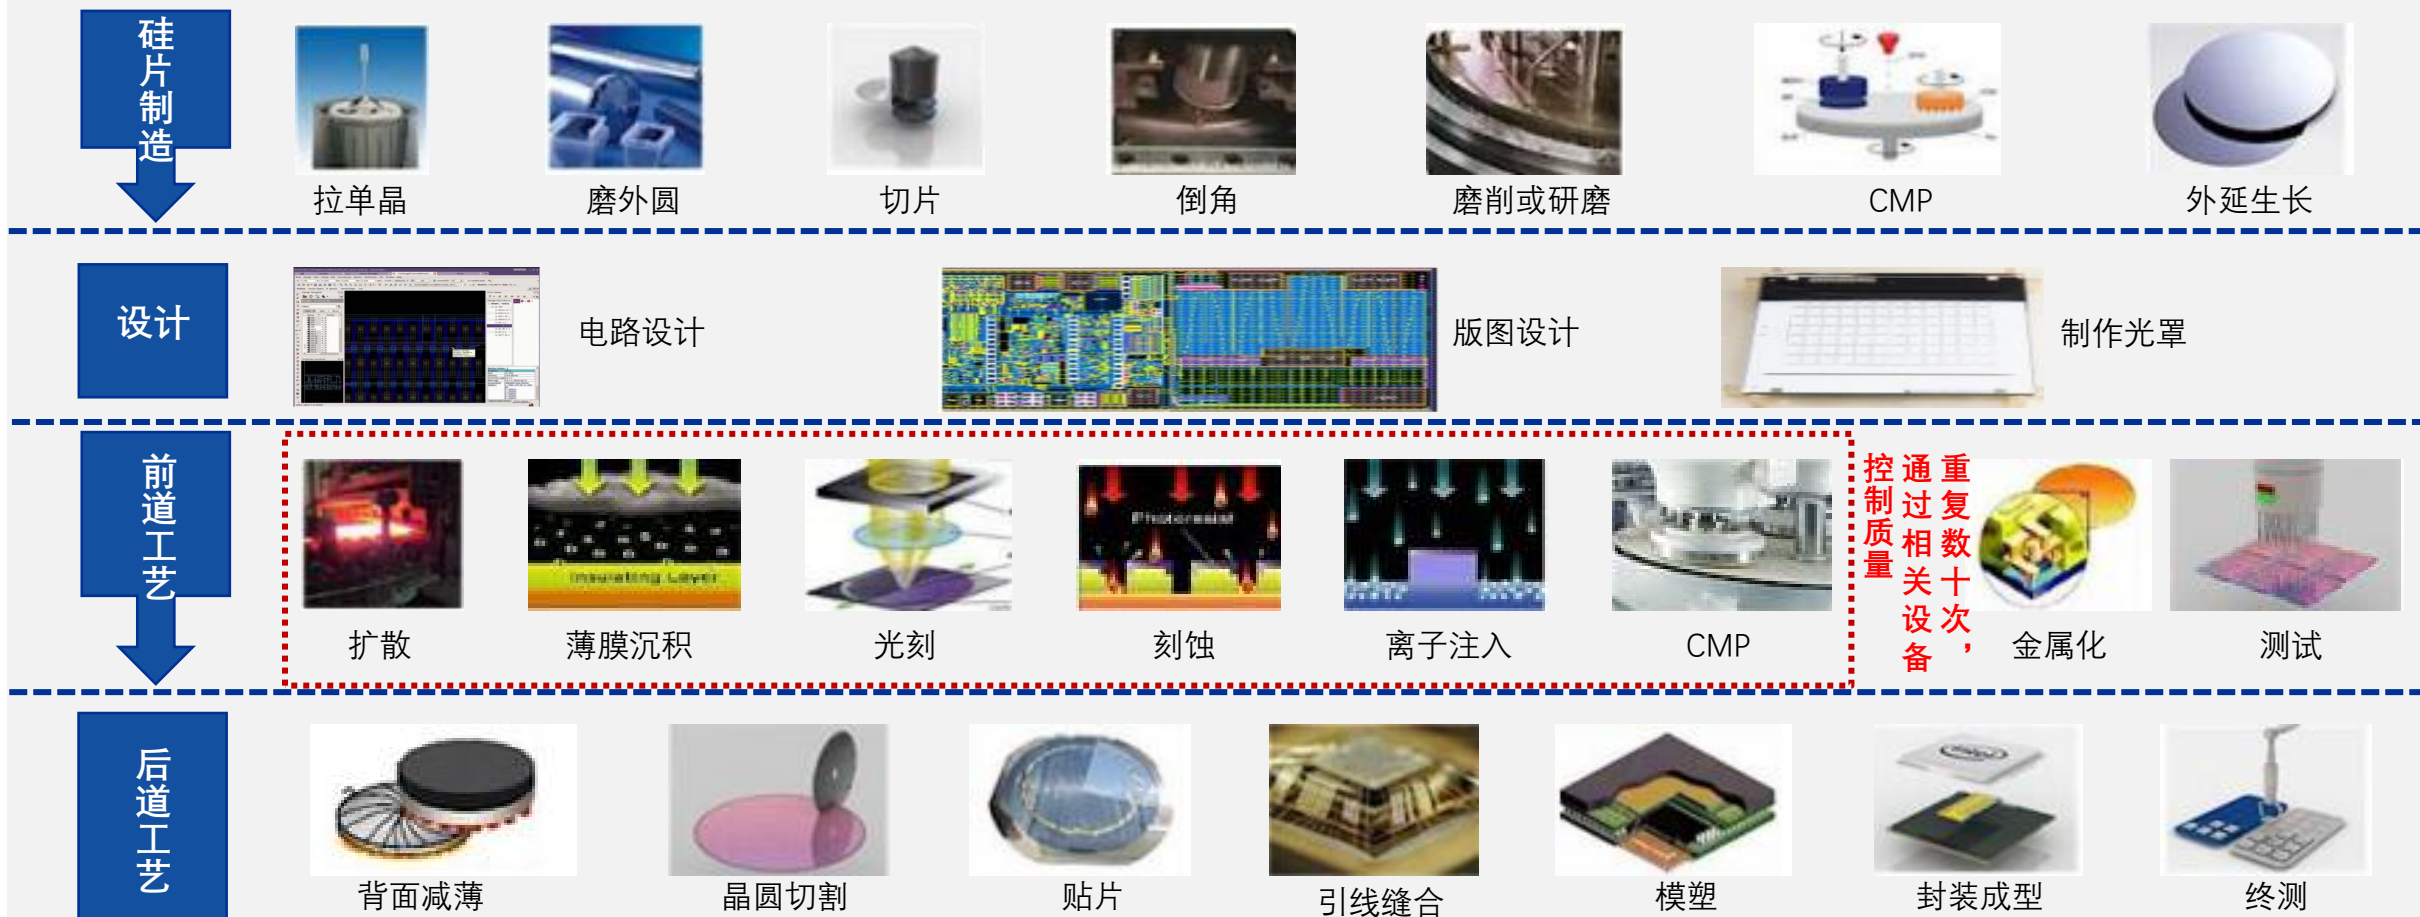 硅片制造
拉单晶
磨外圆
切片
倒角
磨削或研磨
CMP
外延生长
设计
电路设计
版图设计
制作光罩
前道工艺
Photoresist
Insulating Layer
扩散
薄膜沉积
光刻
刻蚀
离子注入
CMP
重复数十次，
通过相关设备
控制质量
金属化
测试
后道工艺
intel
背面减薄
晶圆切割
贴片
引线缝合
模塑
封装成型
终测